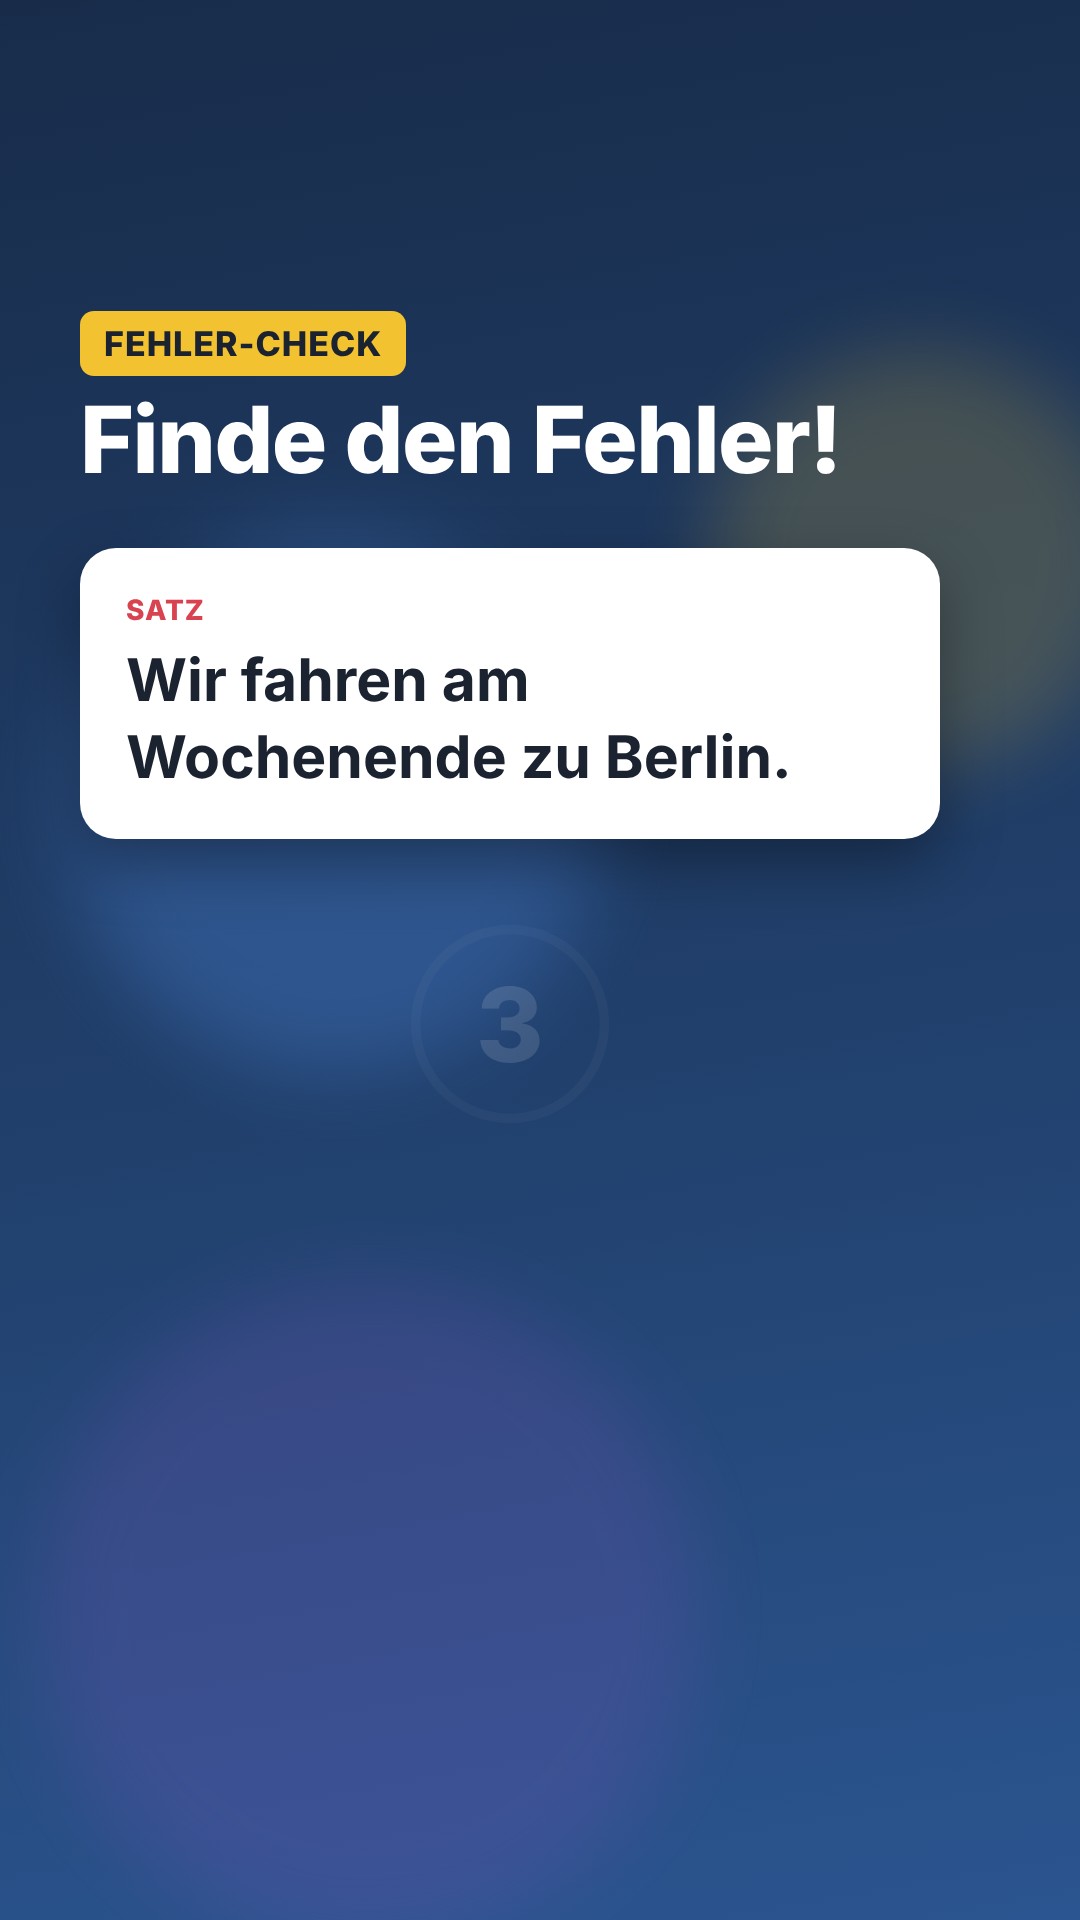 FEHLER-CHECK
Finde den Fehler!
SATZ
Wir fahren am
Wochenende zu Berlin.
3